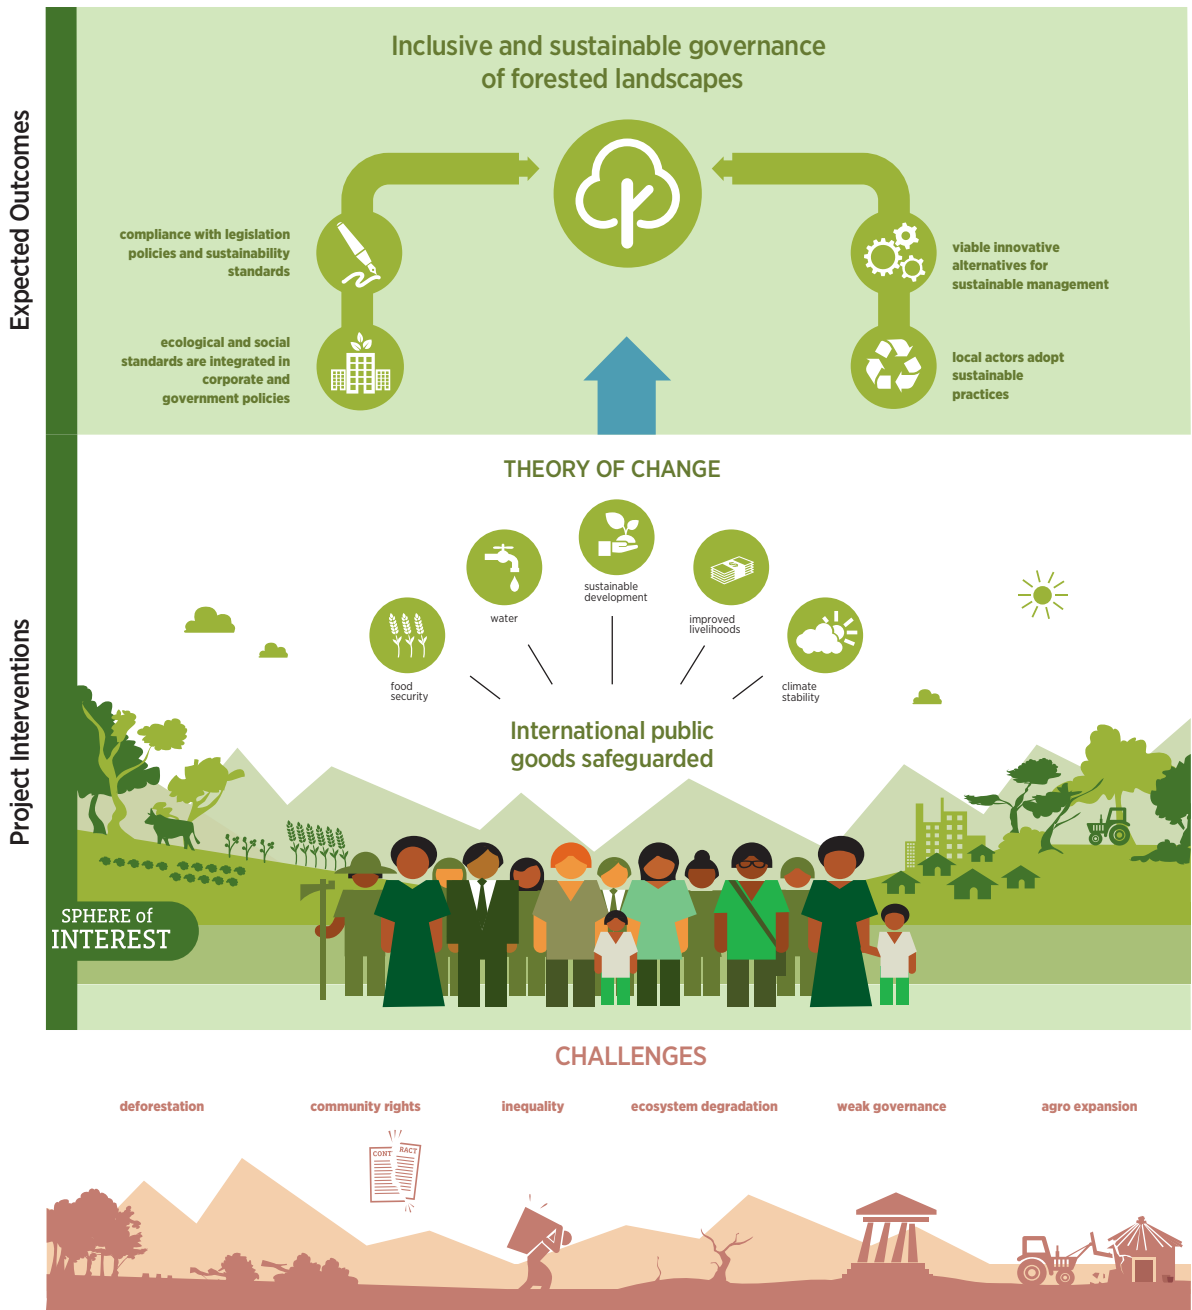 Expected Outcomes
Inclusive and sustainable governance
of forested landscapes
compliance with legislation
policies and sustainability
standards
ecological and social
standards are integrated in
corporate and
government policies
viable innovative
alternatives for
sustainable management
local actors adopt
sustainable
practices
Project Interventions
THEORY OF CHANGE
food
security
water
sustainable
development
improved
livelihoods
climate
stability
International public
goods safeguarded
SPHERE of
INTEREST
CHALLENGES
deforestation
community rights
inequality
ecosystem degradation
weak governance
agro expansion
CONT RACT